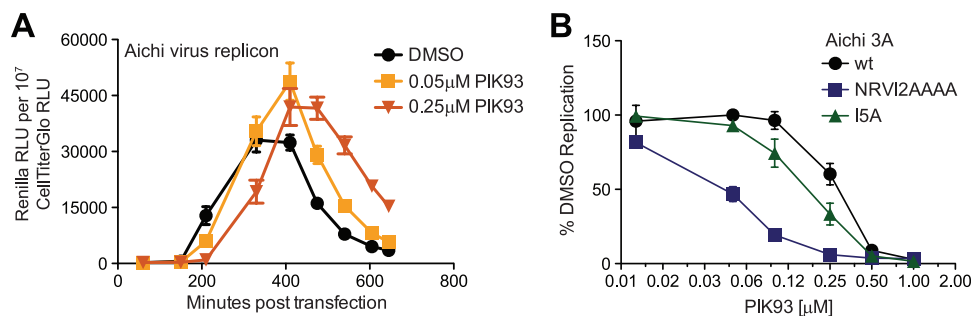 A
Aichi virus replicon
DMSO
0.05µM PIK93
0.25µM PIK93
Renilla RLU per 10⁷
CellTiterGlo RLU
60000
45000
30000
15000
0
0 200 400 600 800
Minutes post transfection
B
Aichi 3A
wt
NRVI2AAAA
I5A
% DMSO Replication
150
100
50
0
0.01 0.03 0.06 0.12 0.25 0.50 1.00 2.00
PIK93 [µM]